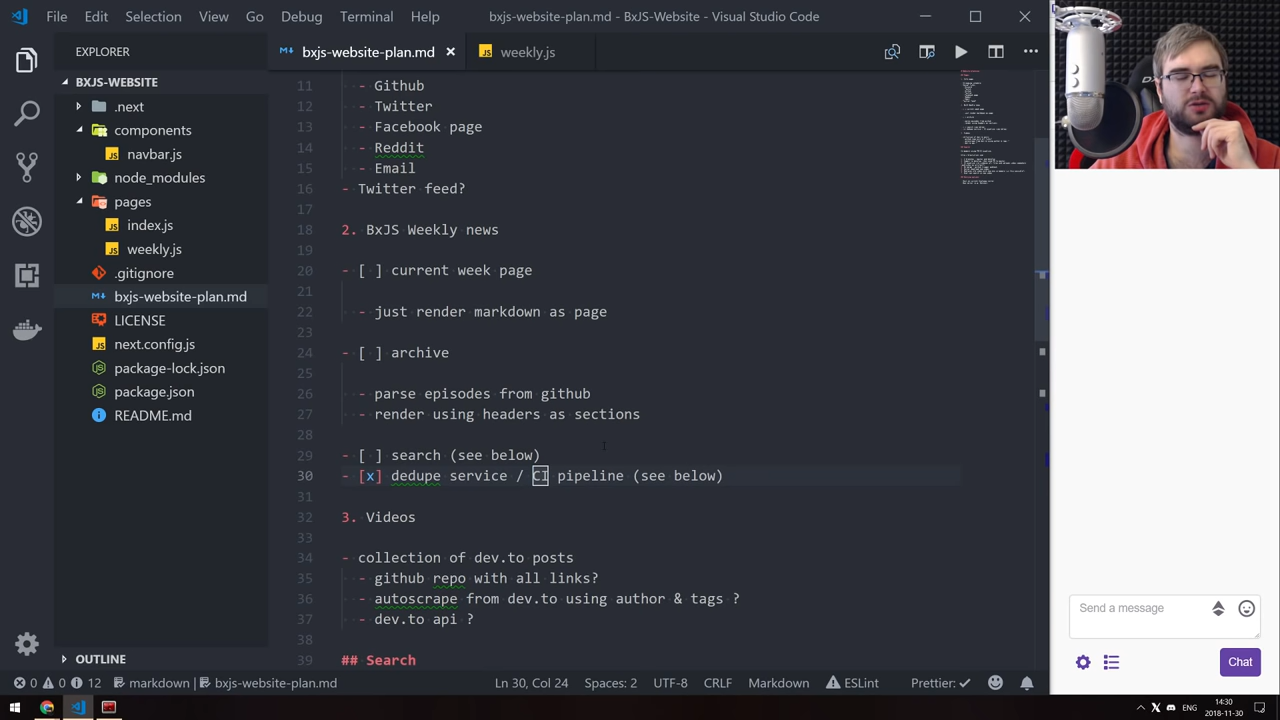 File Edit Selection View Go Debug Terminal Help bxjs-website-plan.md - BxJS-Website - Visual Studio Code
EXPLORER
BXJS-WEBSITE
.next
components
navbar.js
node_modules
pages
index.js
weekly.js
.gitignore
bxjs-website-plan.md
LICENSE
next.config.js
package-lock.json
package.json
README.md
OUTLINE
bxjs-website-plan.md weekly.js
11 - Github
12 - Twitter
13 - Facebook page
14 - Reddit
15 - Email
16 - Twitter feed?
17
18 2. BxJS Weekly news
19
20 - [ ] current week page
21
22 - just render markdown as page
23
24 - [ ] archive
25
26 - parse episodes from github
27 - render using headers as sections
28
29 - [ ] search (see below)
30 - [x] dedupe service / CI pipeline (see below)
31
32 3. Videos
33
34 - collection of dev.to posts
35 - github repo with all links?
36 - autoscrape from dev.to using author & tags ?
37 - dev.to api ?
38
39 ## Search
0 0 12 markdown bxjs-website-plan.md Ln 30, Col 24 Spaces: 2 UTF-8 CRLF Markdown ESLint Prettier: ✓
Send a message
Chat
ENG
14:30
2018-11-30